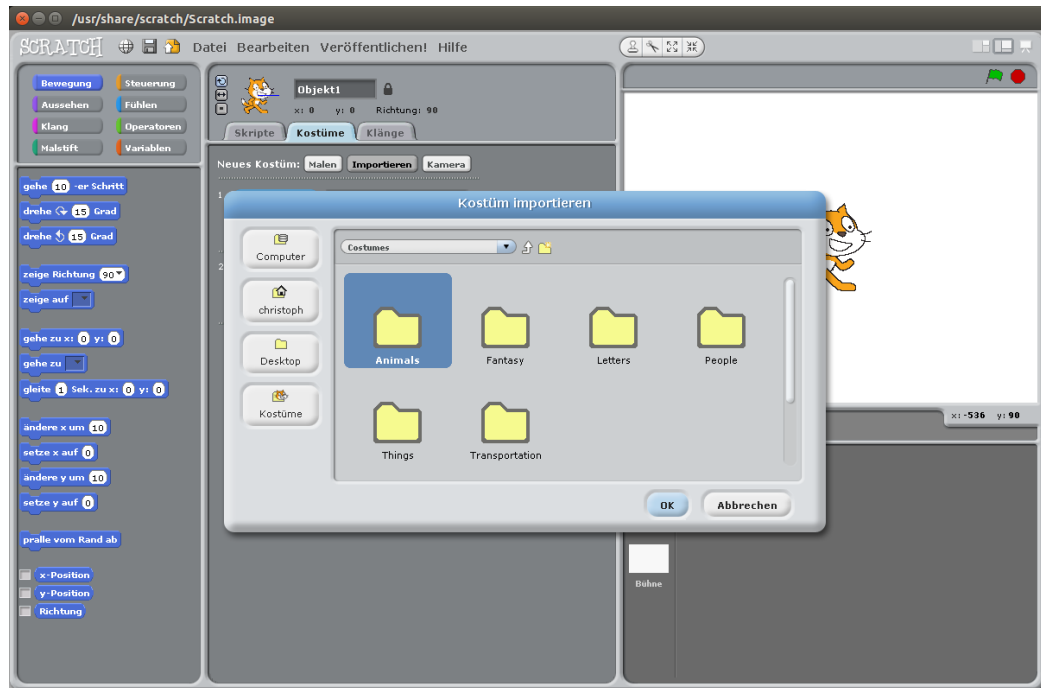 /usr/share/scratch/Scratch.image
SCRATCH Datei Bearbeiten Veröffentlichen! Hilfe
Bewegung Steuerung
Aussehen Fühlen
Klang Operatoren
Malstift Variablen
gehe 10 -er Schritt
drehe 15 Grad
drehe 15 Grad
zeige Richtung 90
zeige auf
gehe zu x: 0 y: 0
gehe zu
gleite 1 Sek. zu x: 0 y: 0
ändere x um 10
setze x auf 0
ändere y um 10
setze y auf 0
pralle vom Rand ab
x-Position
y-Position
Richtung
Objekt1
x: 0 y: 0 Richtung: 90
Skripte Kostüme Klänge
Neues Kostüm: Malen Importieren Kamera
1
2
Kostüm importieren
Computer
christoph
Desktop
Kostüme
Costumes
Animals Fantasy Letters People
Things Transportation
OK Abbrechen
x: -536 y: 90
Bühne